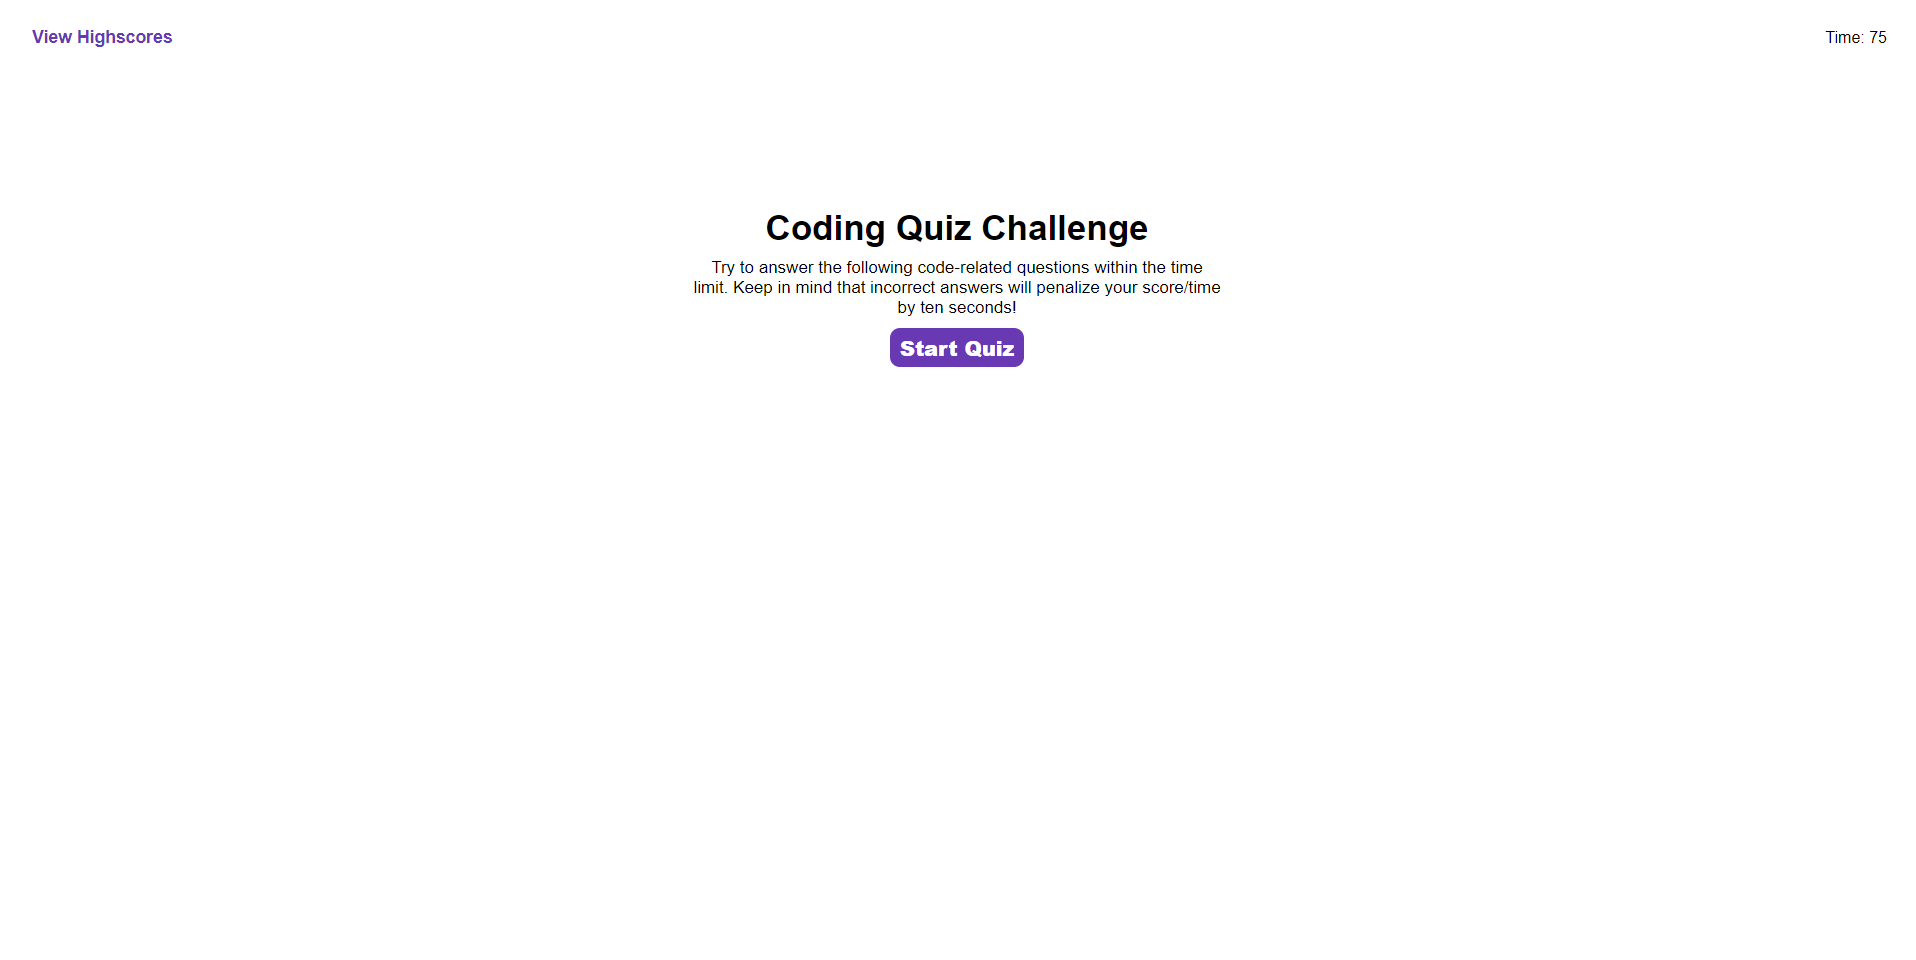 View Highscores
Time: 75
Coding Quiz Challenge
Try to answer the following code-related questions within the time
limit. Keep in mind that incorrect answers will penalize your score/time
by ten seconds!
Start Quiz